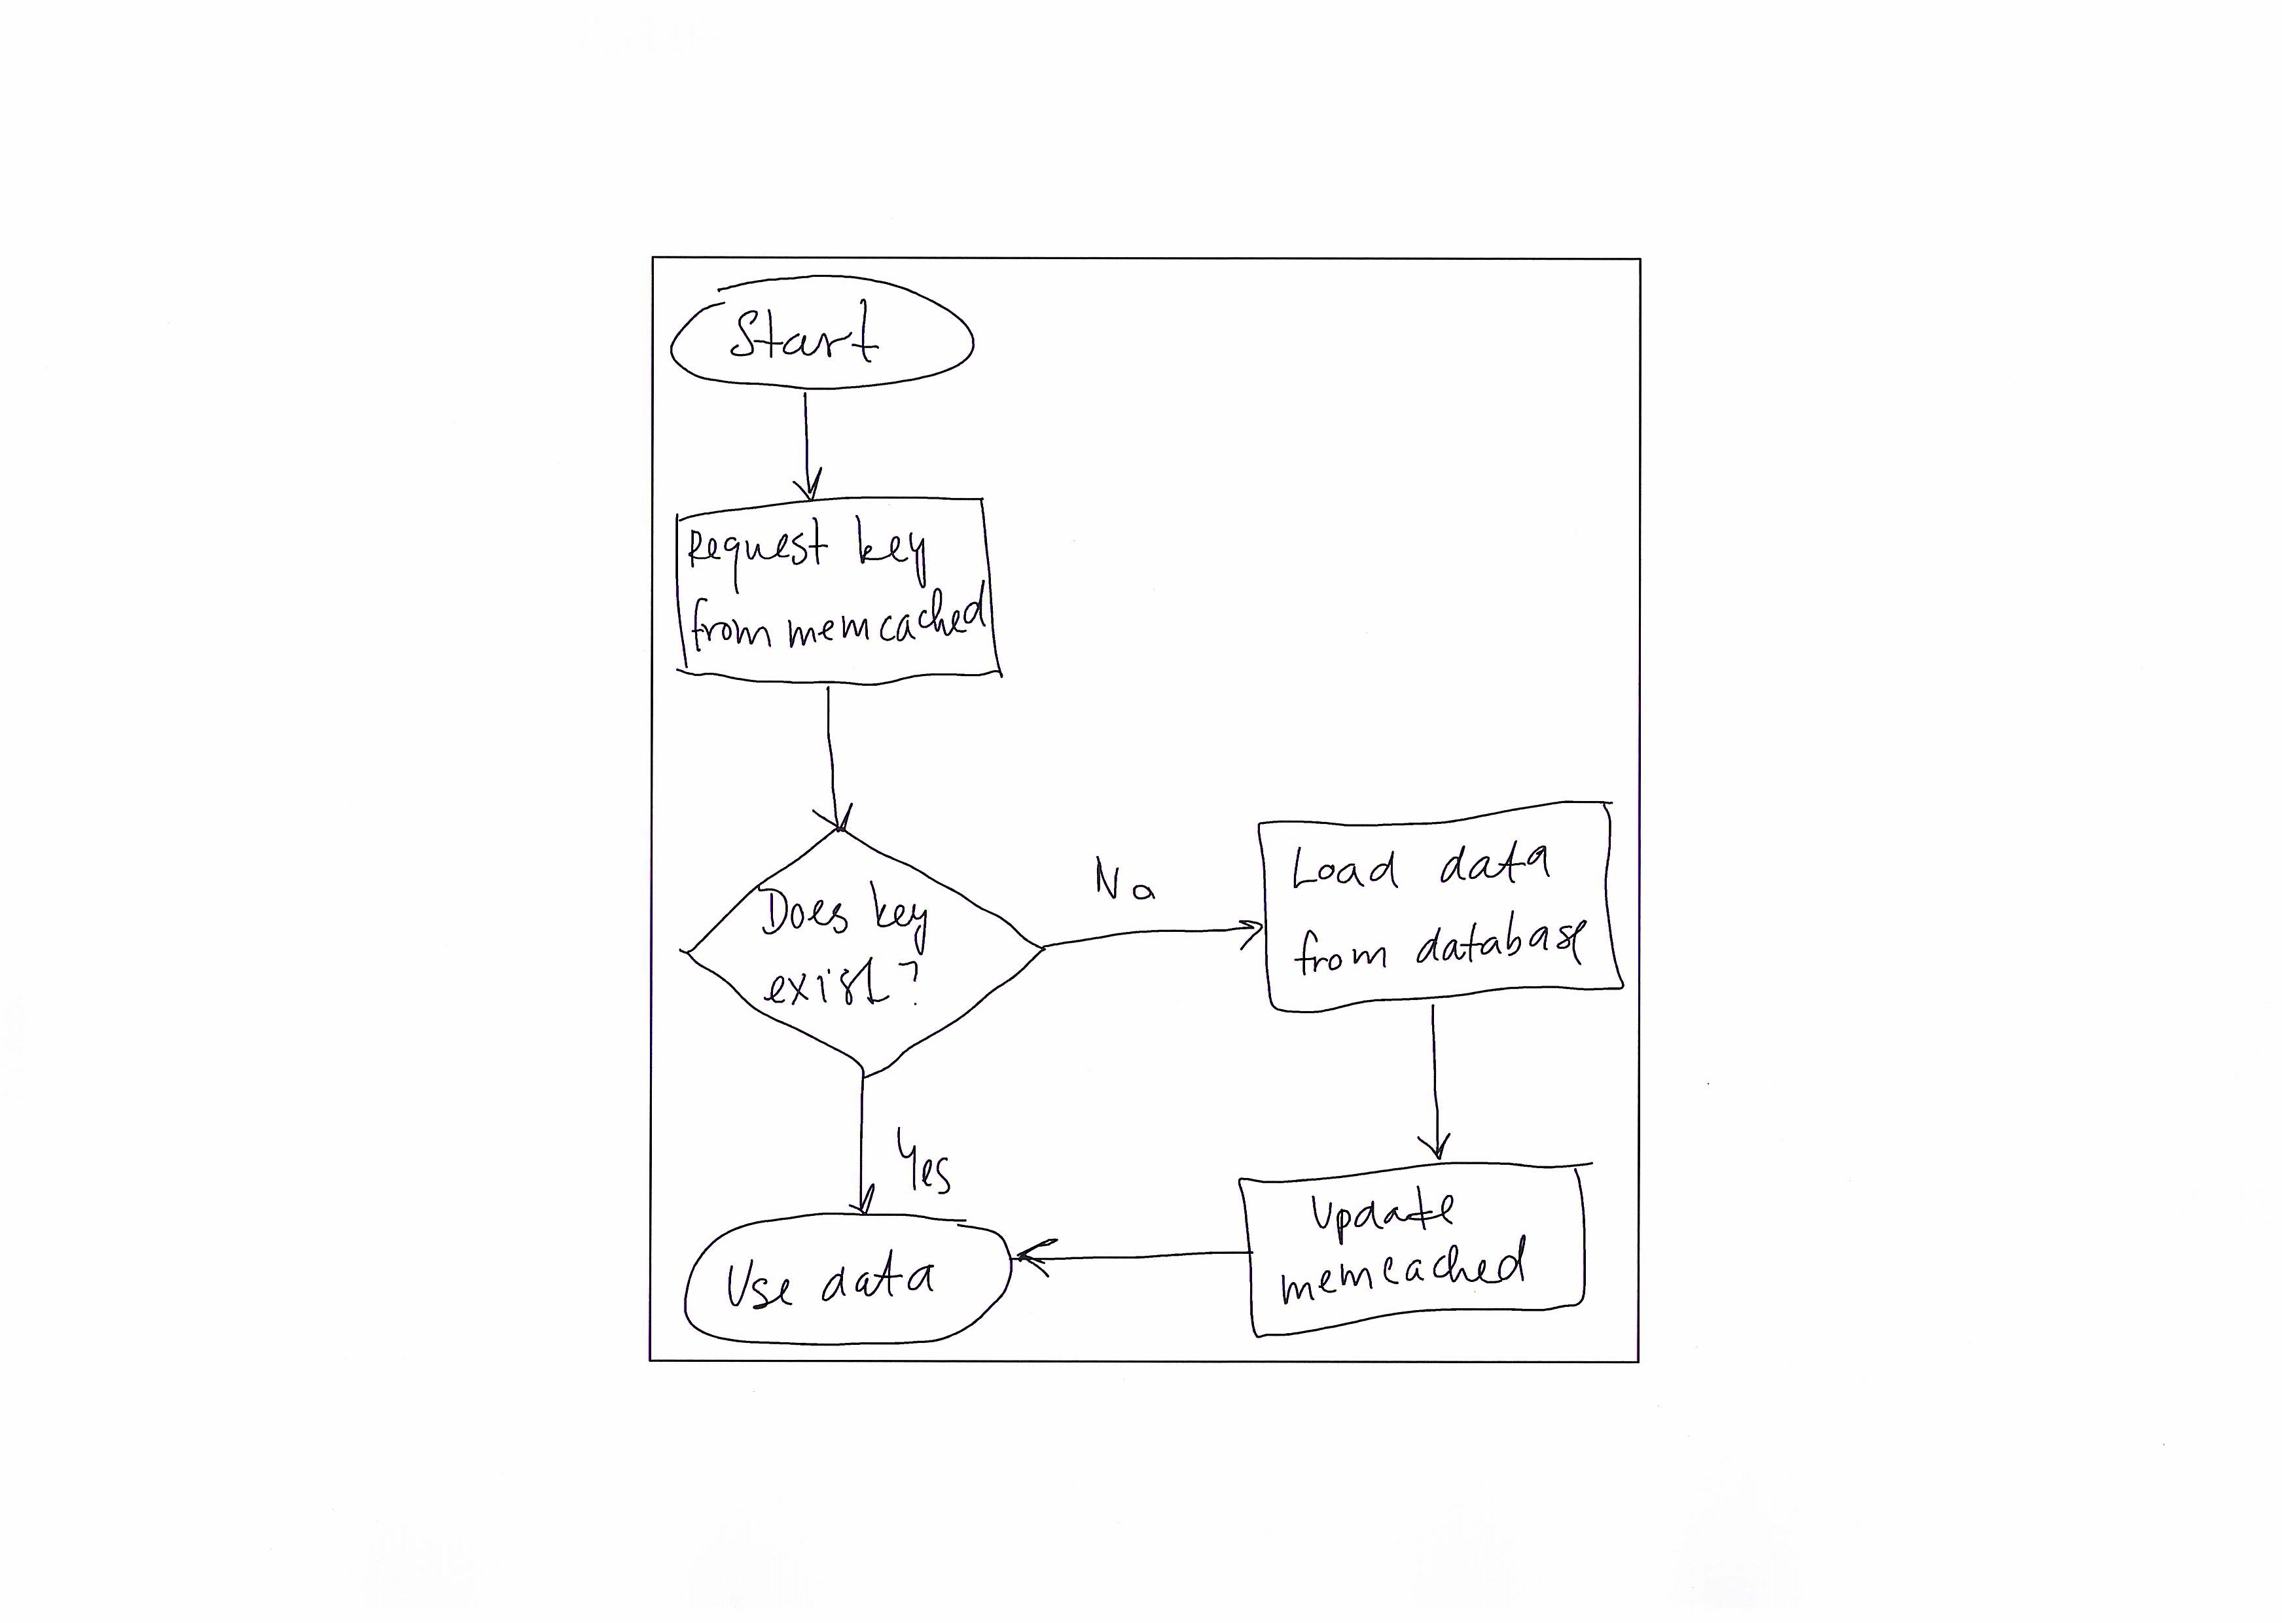 Start
Request key
from memcached
Does key
exist?
No
Load data
from database
Yes
Update
memcached
Use data